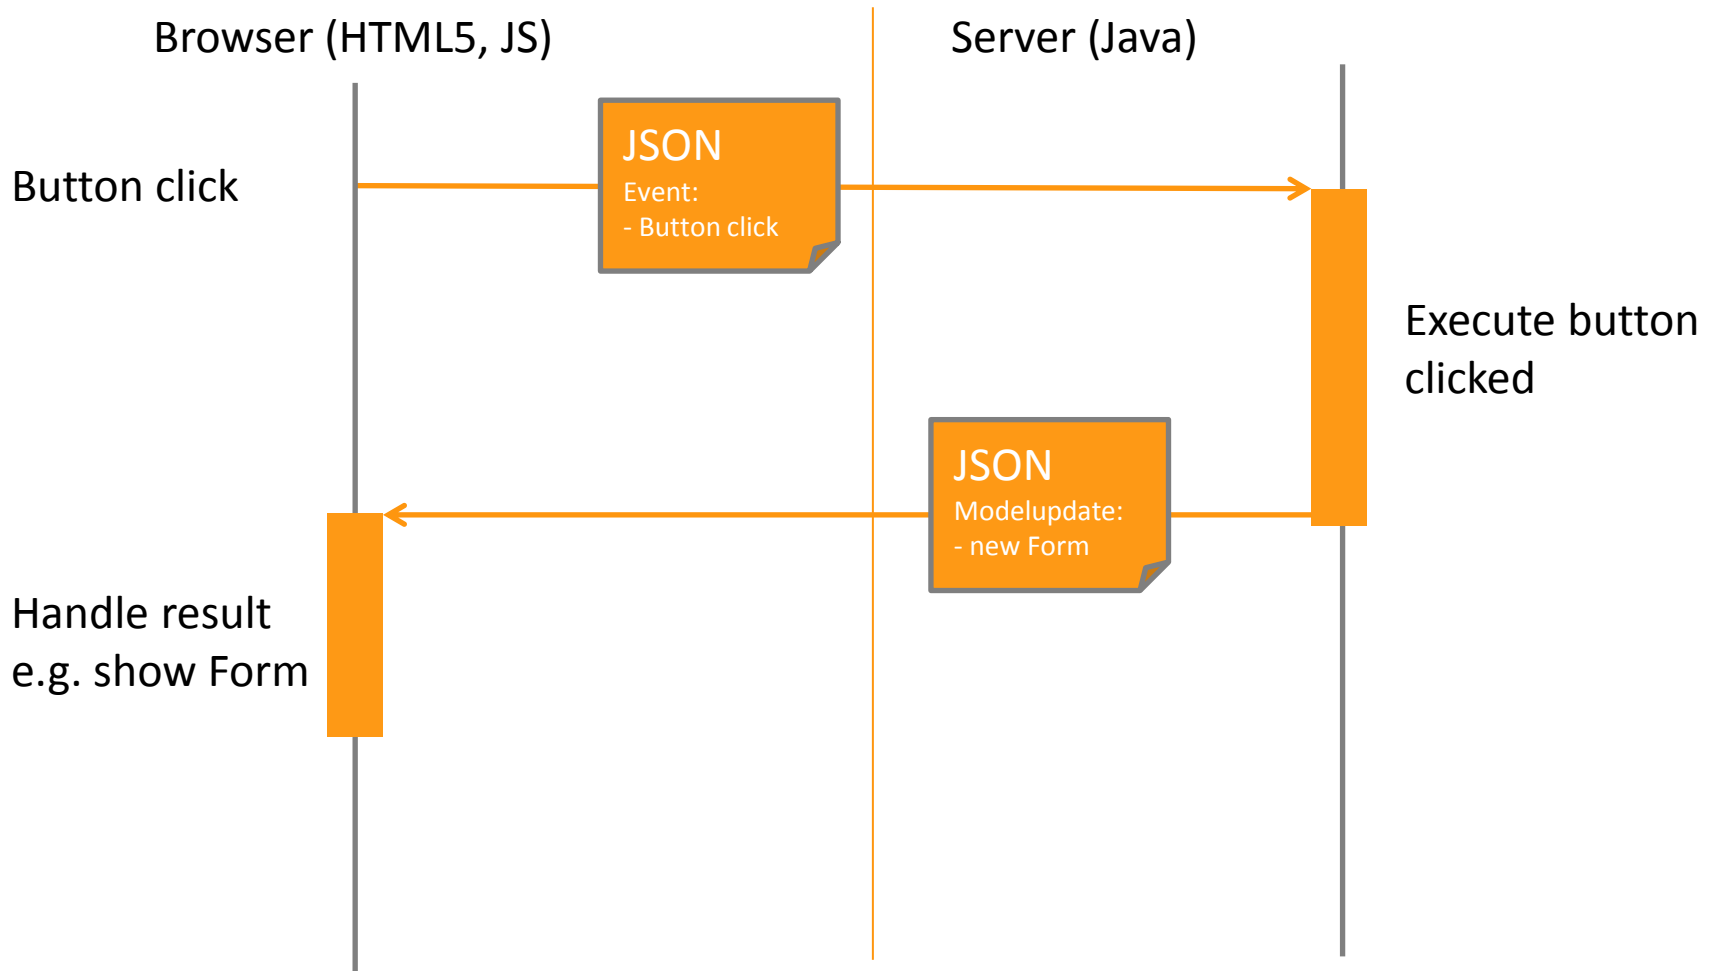 Browser (HTML5, JS)
Server (Java)
JSON
Event:
- Button click
Button click
Execute button
clicked
JSON
Modelupdate:
- new Form
Handle result
e.g. show Form